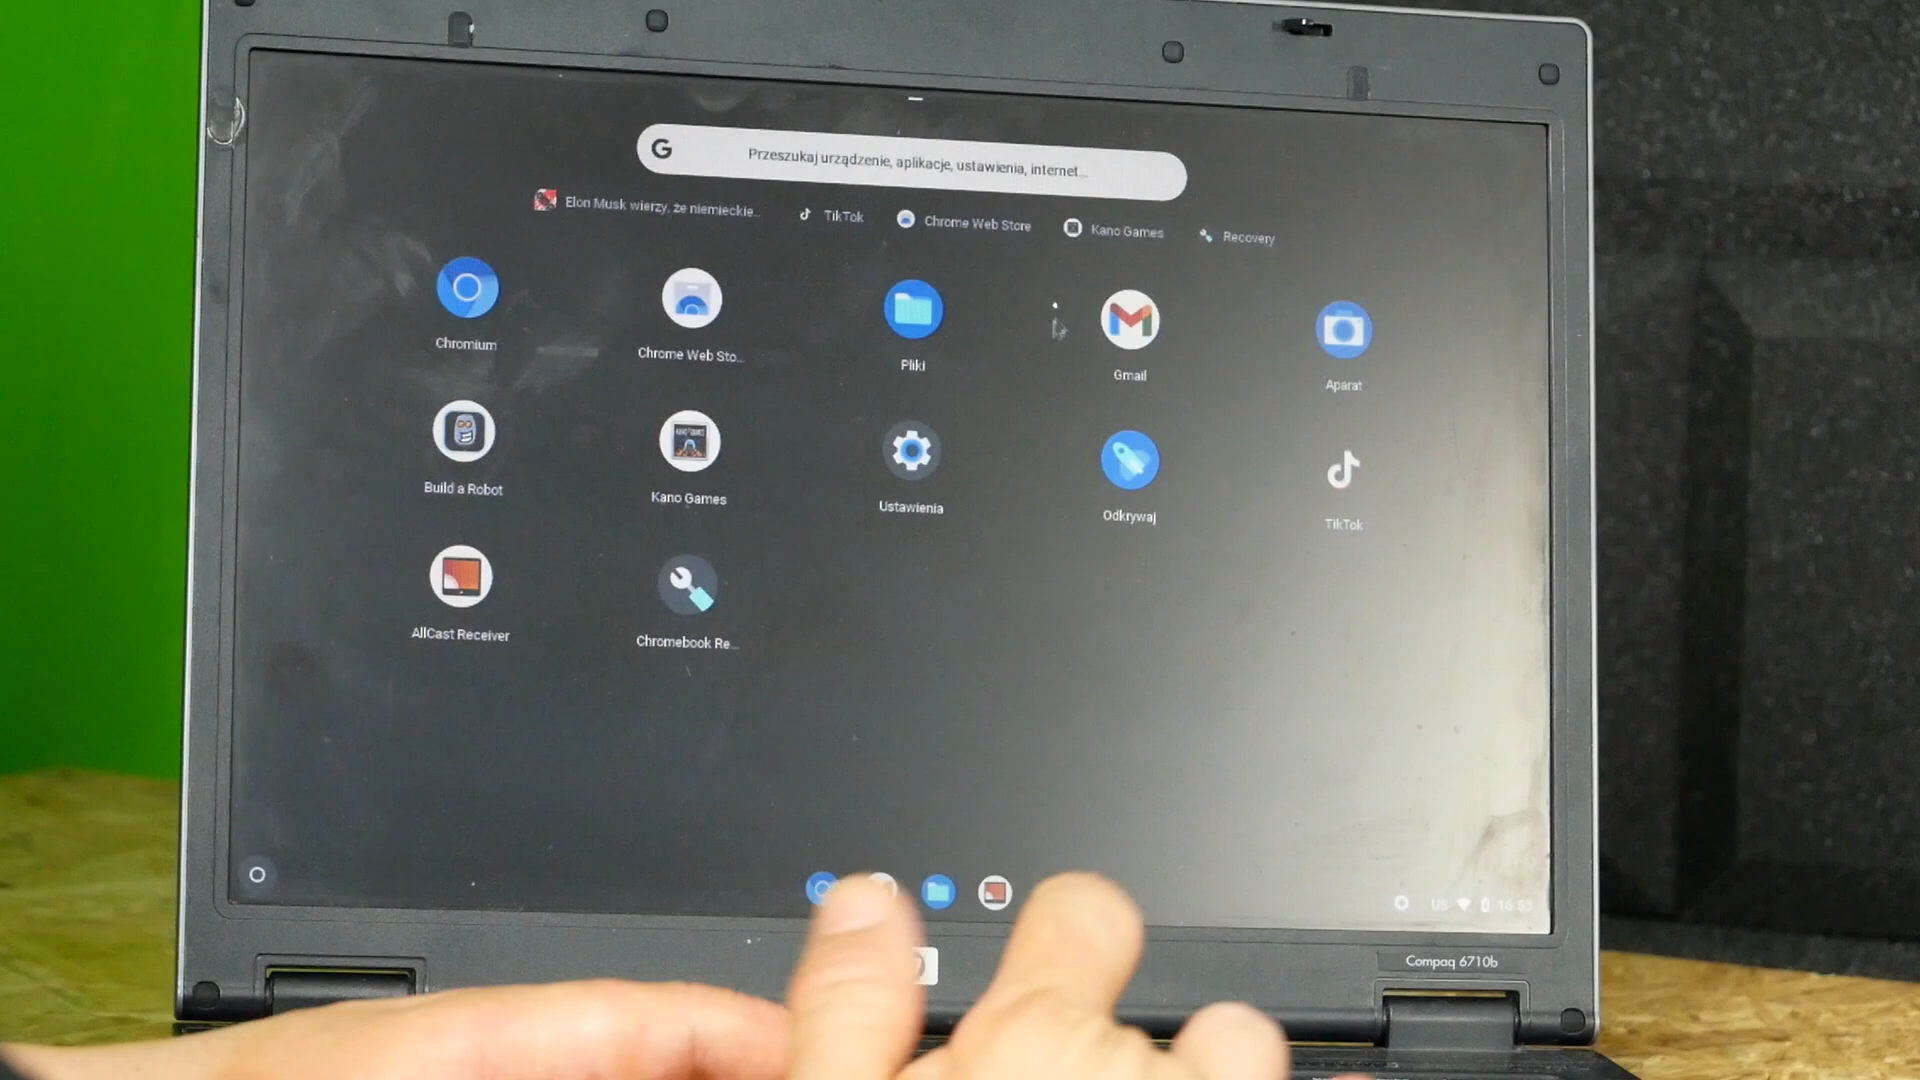 G Przeszukaj urządzenie, aplikacje, ustawienia, internet...
Elon Musk wierzy, że niemieckie... TikTok Chrome Web Store Kano Games Recovery
Chromium Chrome Web Sto... Pliki Gmail Aparat
Build a Robot Kano Games Ustawienia Odkrywaj TikTok
AllCast Receiver Chromebook Re...
US 16:53
Compaq 6710b